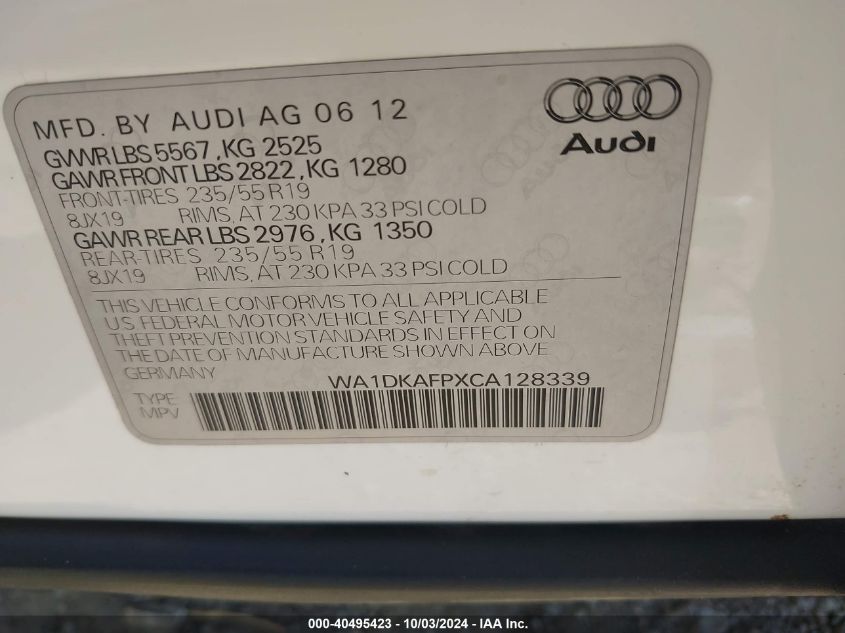 MFD. BY AUDI AG 06 12
GVWR LBS 5567, KG 2525
GAWR FRONT LBS 2822, KG 1280
FRONT-TIRES 235/55 R19
8JX19 RIMS, AT 230 KPA 33 PSI COLD
GAWR REAR LBS 2976, KG 1350
REAR-TIRES 235/55 R19
8JX19 RIMS, AT 230 KPA 33 PSI COLD
Audi
THIS VEHICLE CONFORMS TO ALL APPLICABLE
U.S. FEDERAL MOTOR VEHICLE SAFETY AND
THEFT PREVENTION STANDARDS IN EFFECT ON
THE DATE OF MANUFACTURE SHOWN ABOVE.
GERMANY
WA1DKAFPXCA128339
TYPE:
MPV
000-40495423 - 10/03/2024 - IAA Inc.